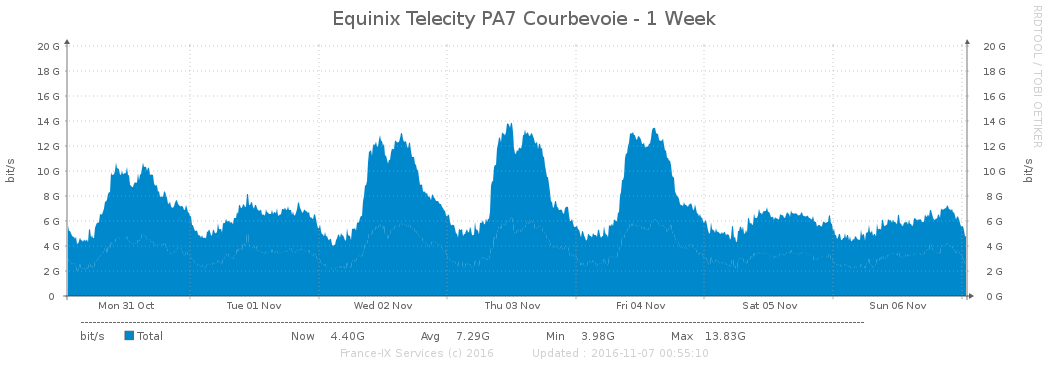 Equinix Telecity PA7 Courbevoie - 1 Week
RRDTOOL / TOBI OETIKER
bit/s
20 G 20 G
18 G 18 G
16 G 16 G
14 G 14 G
12 G 12 G
10 G 10 G
8 G 8 G
6 G 6 G
4 G 4 G
2 G 2 G
0 0 G
bit/s
Mon 31 Oct Tue 01 Nov Wed 02 Nov Thu 03 Nov Fri 04 Nov Sat 05 Nov Sun 06 Nov
bit/s Total Now 4.40G Avg 7.29G Min 3.98G Max 13.83G
France-IX Services (c) 2016 Updated : 2016-11-07 00:55:10